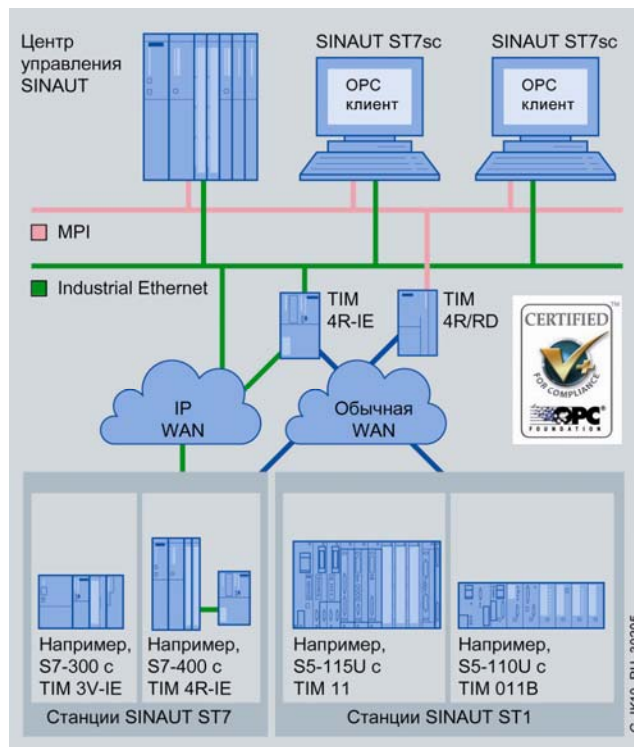 Центр
управления
SINAUT
SINAUT ST7sc
SINAUT ST7sc
OPC
клиент
OPC
клиент
MPI
Industrial Ethernet
TIM
4R-IE
TIM
4R/RD
TM
CERTIFIED
V+
FOR COMPLIANCE
OPC®
FOUNDATION
IP
WAN
Обычная
WAN
Например,
S7-300 с
TIM 3V-IE
Например,
S7-400 с
TIM 4R-IE
Например,
S5-115U с
TIM 11
Например,
S5-110U с
TIM 011B
Станции SINAUT ST7
Станции SINAUT ST1